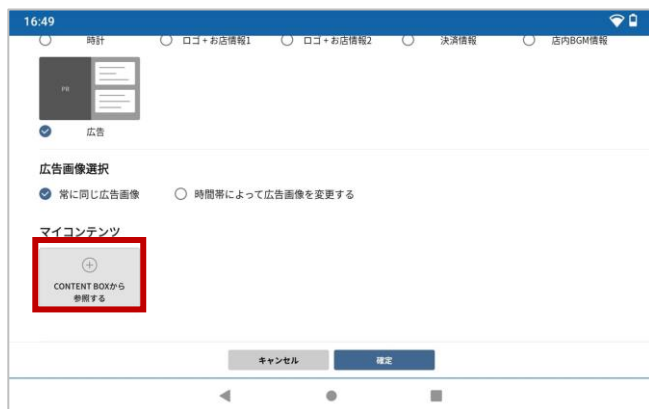 16:49
時計
ロゴ+お店情報1
ロゴ+お店情報2
決済情報
店内BGM情報
PR
広告
広告画像選択
常に同じ広告画像
時間帯によって広告画像を変更する
マイコンテンツ
CONTENT BOXから
参照する
キャンセル
確定